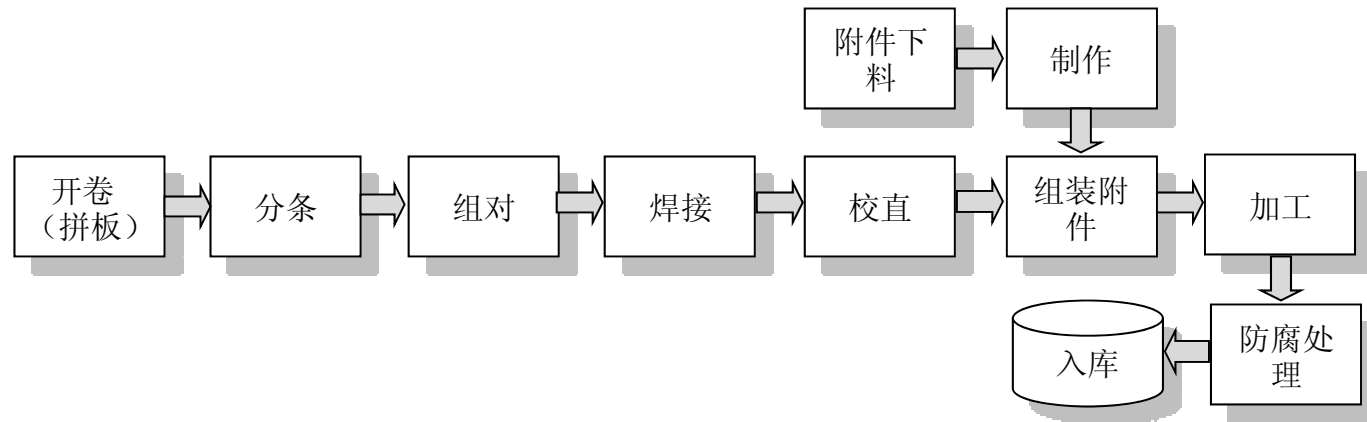 附件下
料
制作
开卷
（拼板）
分条
组对
焊接
校直
组装附
件
加工
入库
防腐处
理